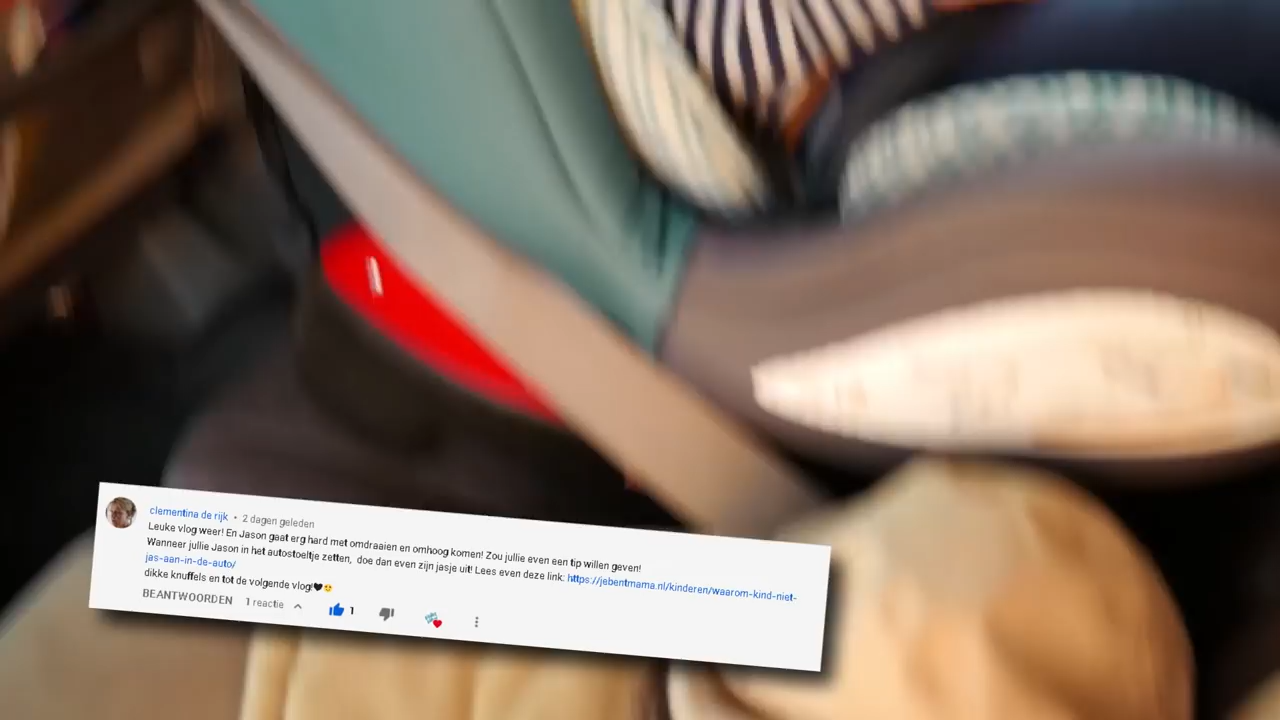 clementina de rijk • 2 dagen geleden
Leuke vlog weer! En Jason gaat erg hard met omdraaien en omhoog komen! Zou jullie even een tip willen geven!
Wanneer jullie Jason in het autostoeltje zetten, doe dan even zijn jasje uit! Lees even deze link: https://jebentmama.nl/kinderen/waarom-kind-niet-
jas-aan-in-de-auto/
dikke knuffels en tot de volgende vlog!🖤😍
BEANTWOORDEN 1 reactie 1